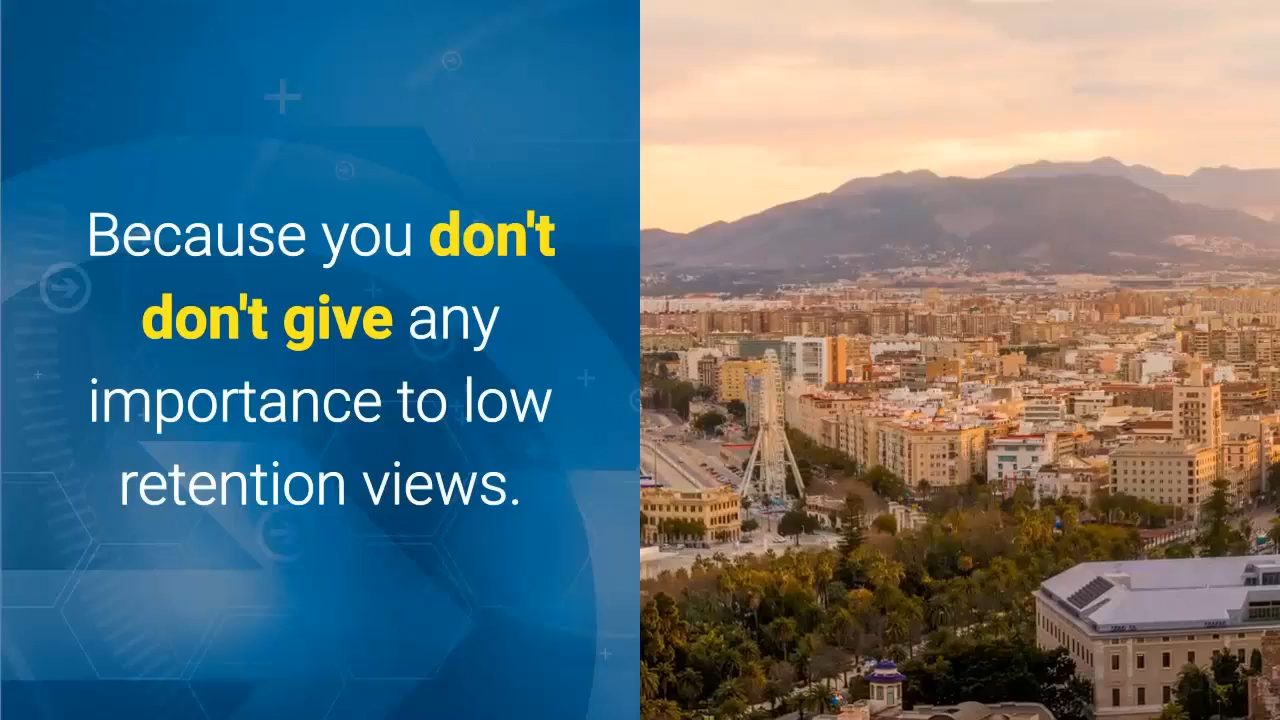 Because you don't
don't give any
importance to low
retention views.